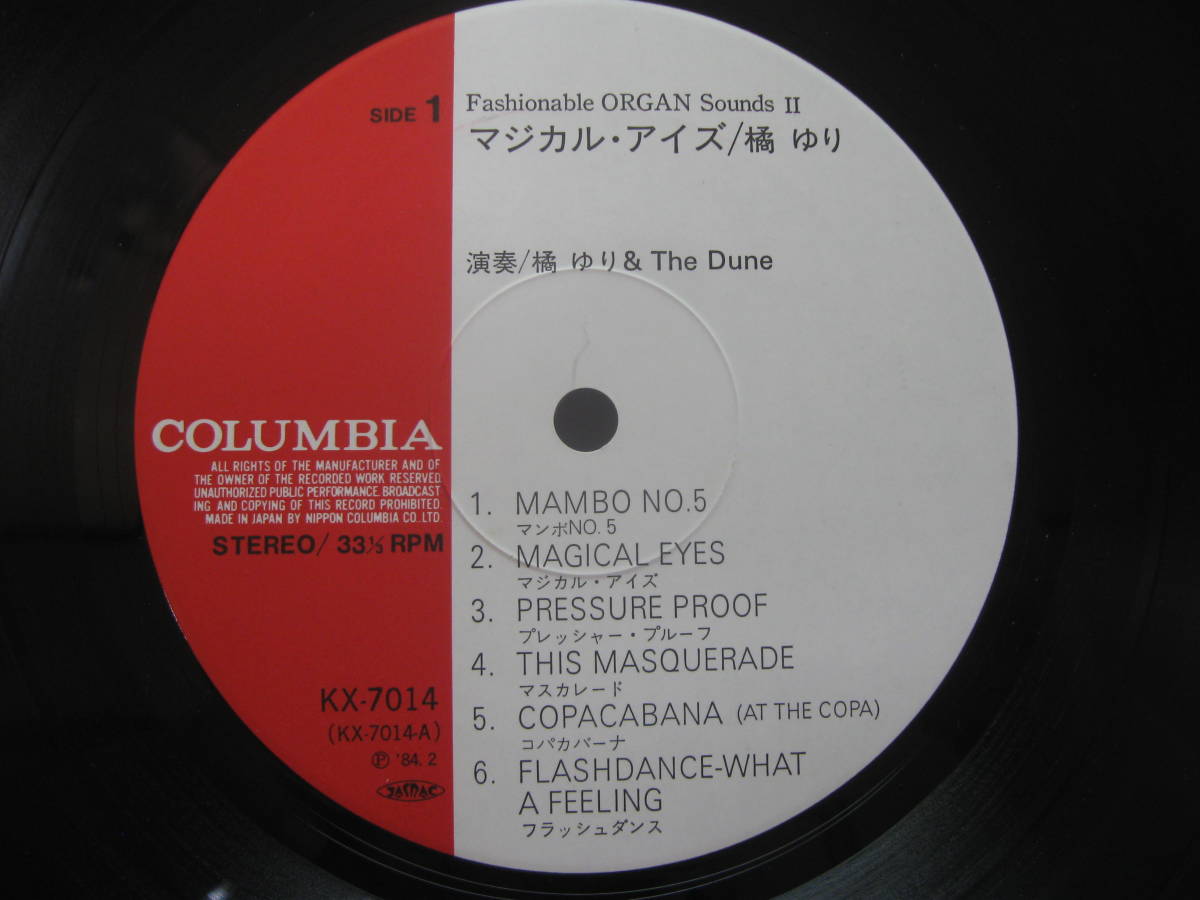 SIDE 1
Fashionable ORGAN Sounds II
マジカル・アイズ/橘 ゆり
演奏/橘 ゆり & The Dune
COLUMBIA
ALL RIGHTS OF THE MANUFACTURER AND OF
THE OWNER OF THE RECORDED WORK RESERVED
UNAUTHORIZED PUBLIC PERFORMANCE. BROADCAST
ING AND COPYING OF THIS RECORD PROHIBITED.
MADE IN JAPAN BY NIPPON COLUMBIA CO., LTD.
STEREO/ 33⅓ RPM
KX-7014
(KX-7014-A)
Ⓟ '84. 2
JASRAC
1. MAMBO NO.5
マンボNO. 5
2. MAGICAL EYES
マジカル・アイズ
3. PRESSURE PROOF
プレッシャー・プルーフ
4. THIS MASQUERADE
マスカレード
5. COPACABANA (AT THE COPA)
コパカバーナ
6. FLASHDANCE-WHAT
A FEELING
フラッシュダンス